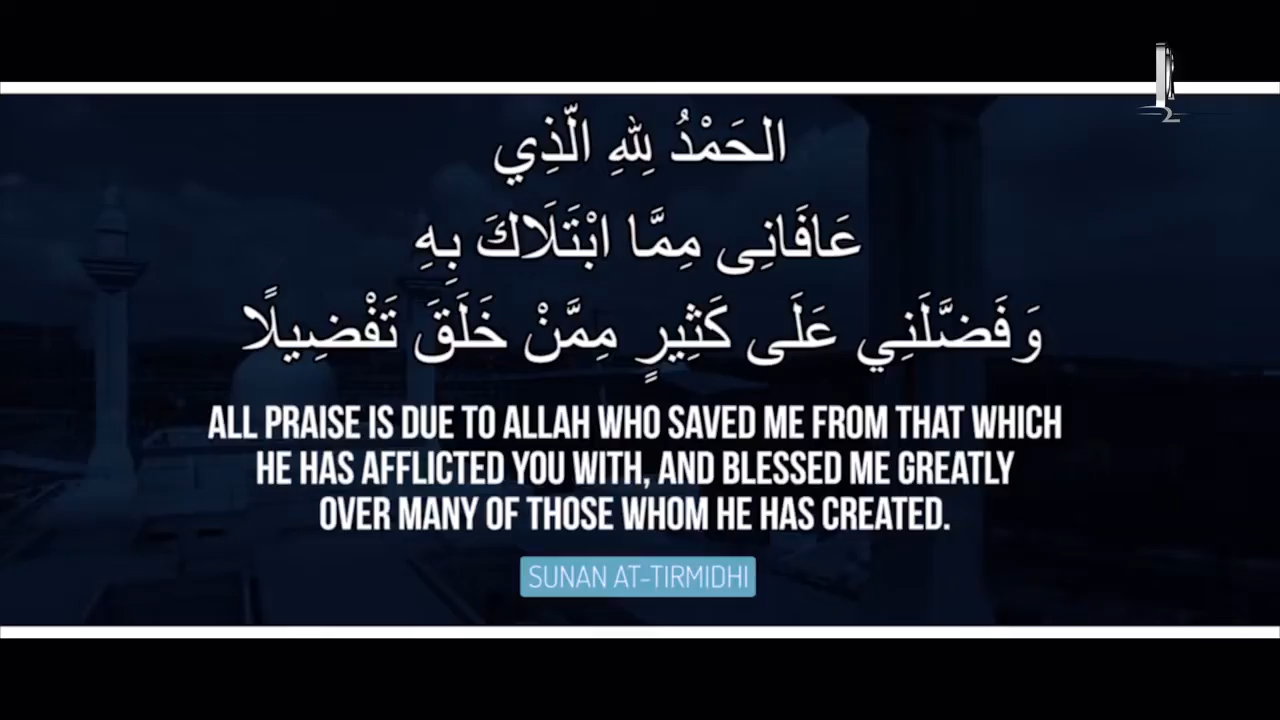 الحَمْدُ لِلهِ الّذِي
عَافَانِى مِمَّا ابْتَلَاكَ بِهِ
وَفَضَّلَنِي عَلَى كَثِيرٍ مِمَّنْ خَلَقَ تَفْضِيلًا
ALL PRAISE IS DUE TO ALLAH WHO SAVED ME FROM THAT WHICH
HE HAS AFFLICTED YOU WITH, AND BLESSED ME GREATLY
OVER MANY OF THOSE WHOM HE HAS CREATED.
SUNAN AT-TIRMIDHI